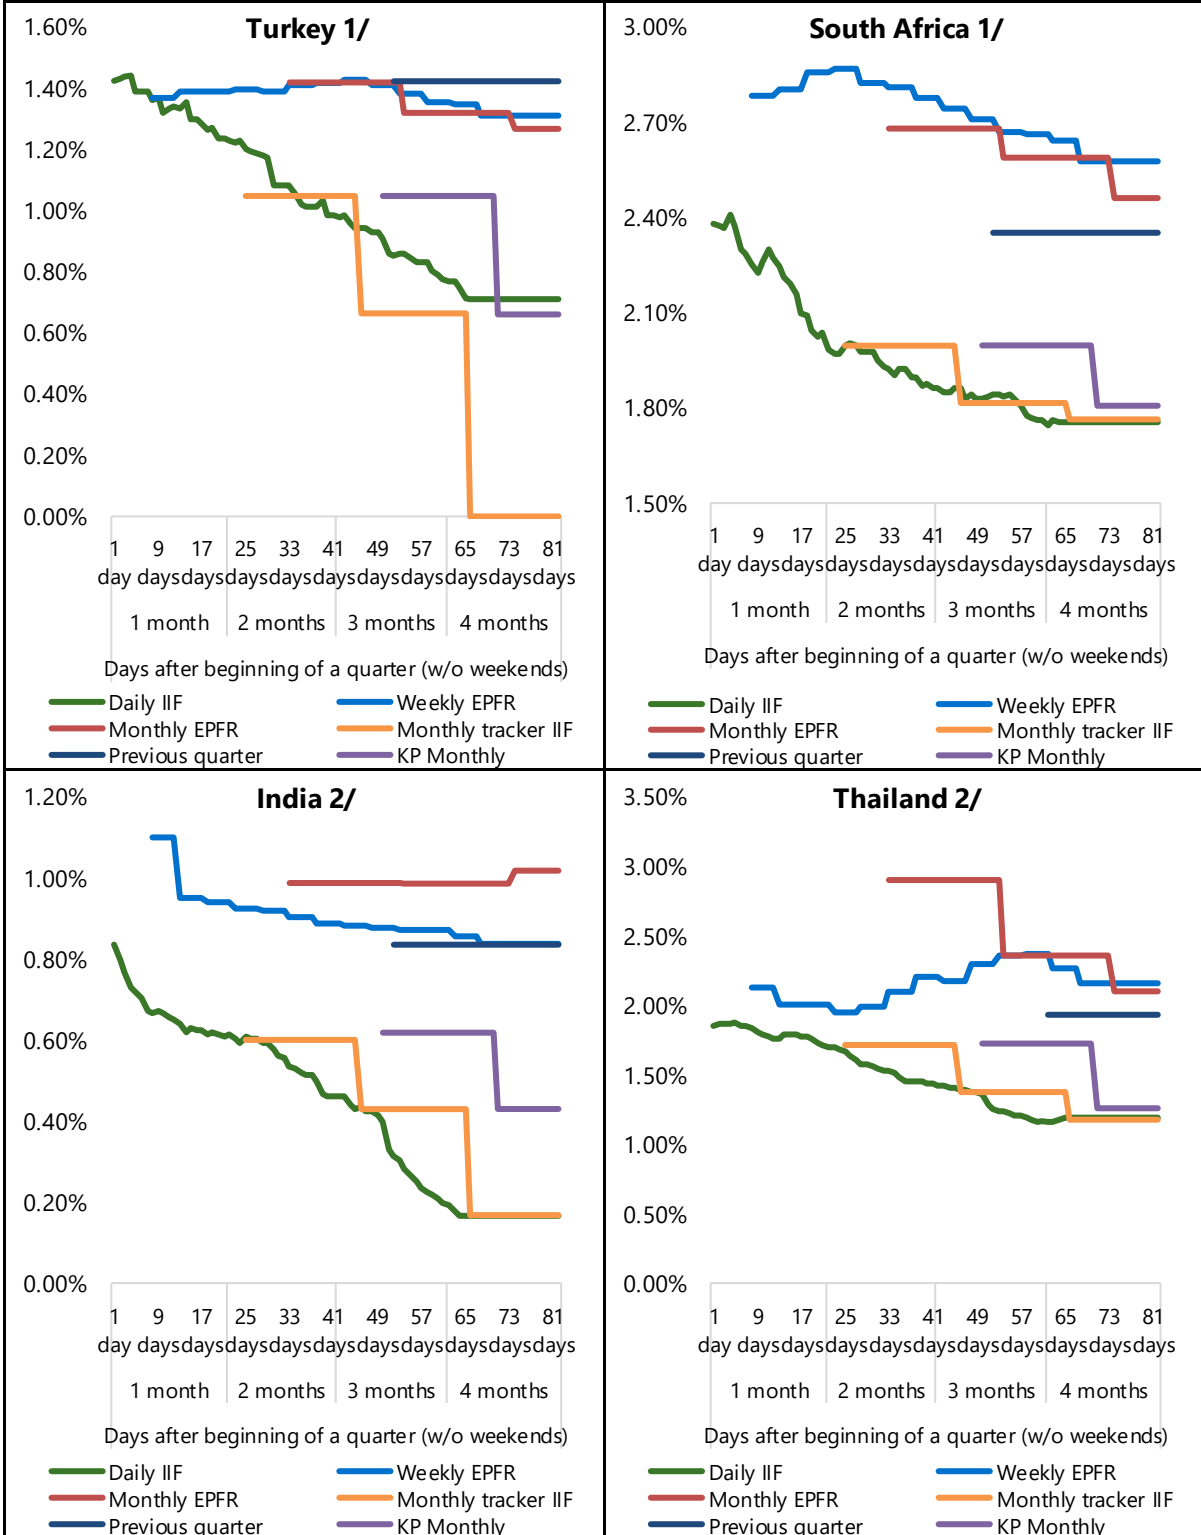 Turkey 1/
1.60%
1.40%
1.20%
1.00%
0.80%
0.60%
0.40%
0.20%
0.00%
1 9 17 25 33 41 49 57 65 73 81
day days days days days days days days days days days
1 month 2 months 3 months 4 months
Days after beginning of a quarter (w/o weekends)
Daily IIF Weekly EPFR
Monthly EPFR Monthly tracker IIF
Previous quarter KP Monthly
South Africa 1/
3.00%
2.70%
2.40%
2.10%
1.80%
1.50%
1 9 17 25 33 41 49 57 65 73 81
day days days days days days days days days days days
1 month 2 months 3 months 4 months
Days after beginning of a quarter (w/o weekends)
Daily IIF Weekly EPFR
Monthly EPFR Monthly tracker IIF
Previous quarter KP Monthly
India 2/
1.20%
1.00%
0.80%
0.60%
0.40%
0.20%
0.00%
1 9 17 25 33 41 49 57 65 73 81
day days days days days days days days days days days
1 month 2 months 3 months 4 months
Days after beginning of a quarter (w/o weekends)
Daily IIF Weekly EPFR
Monthly EPFR Monthly tracker IIF
Previous quarter KP Monthly
Thailand 2/
3.50%
3.00%
2.50%
2.00%
1.50%
1.00%
0.50%
0.00%
1 9 17 25 33 41 49 57 65 73 81
day days days days days days days days days days days
1 month 2 months 3 months 4 months
Days after beginning of a quarter (w/o weekends)
Daily IIF Weekly EPFR
Monthly EPFR Monthly tracker IIF
Previous quarter KP Monthly